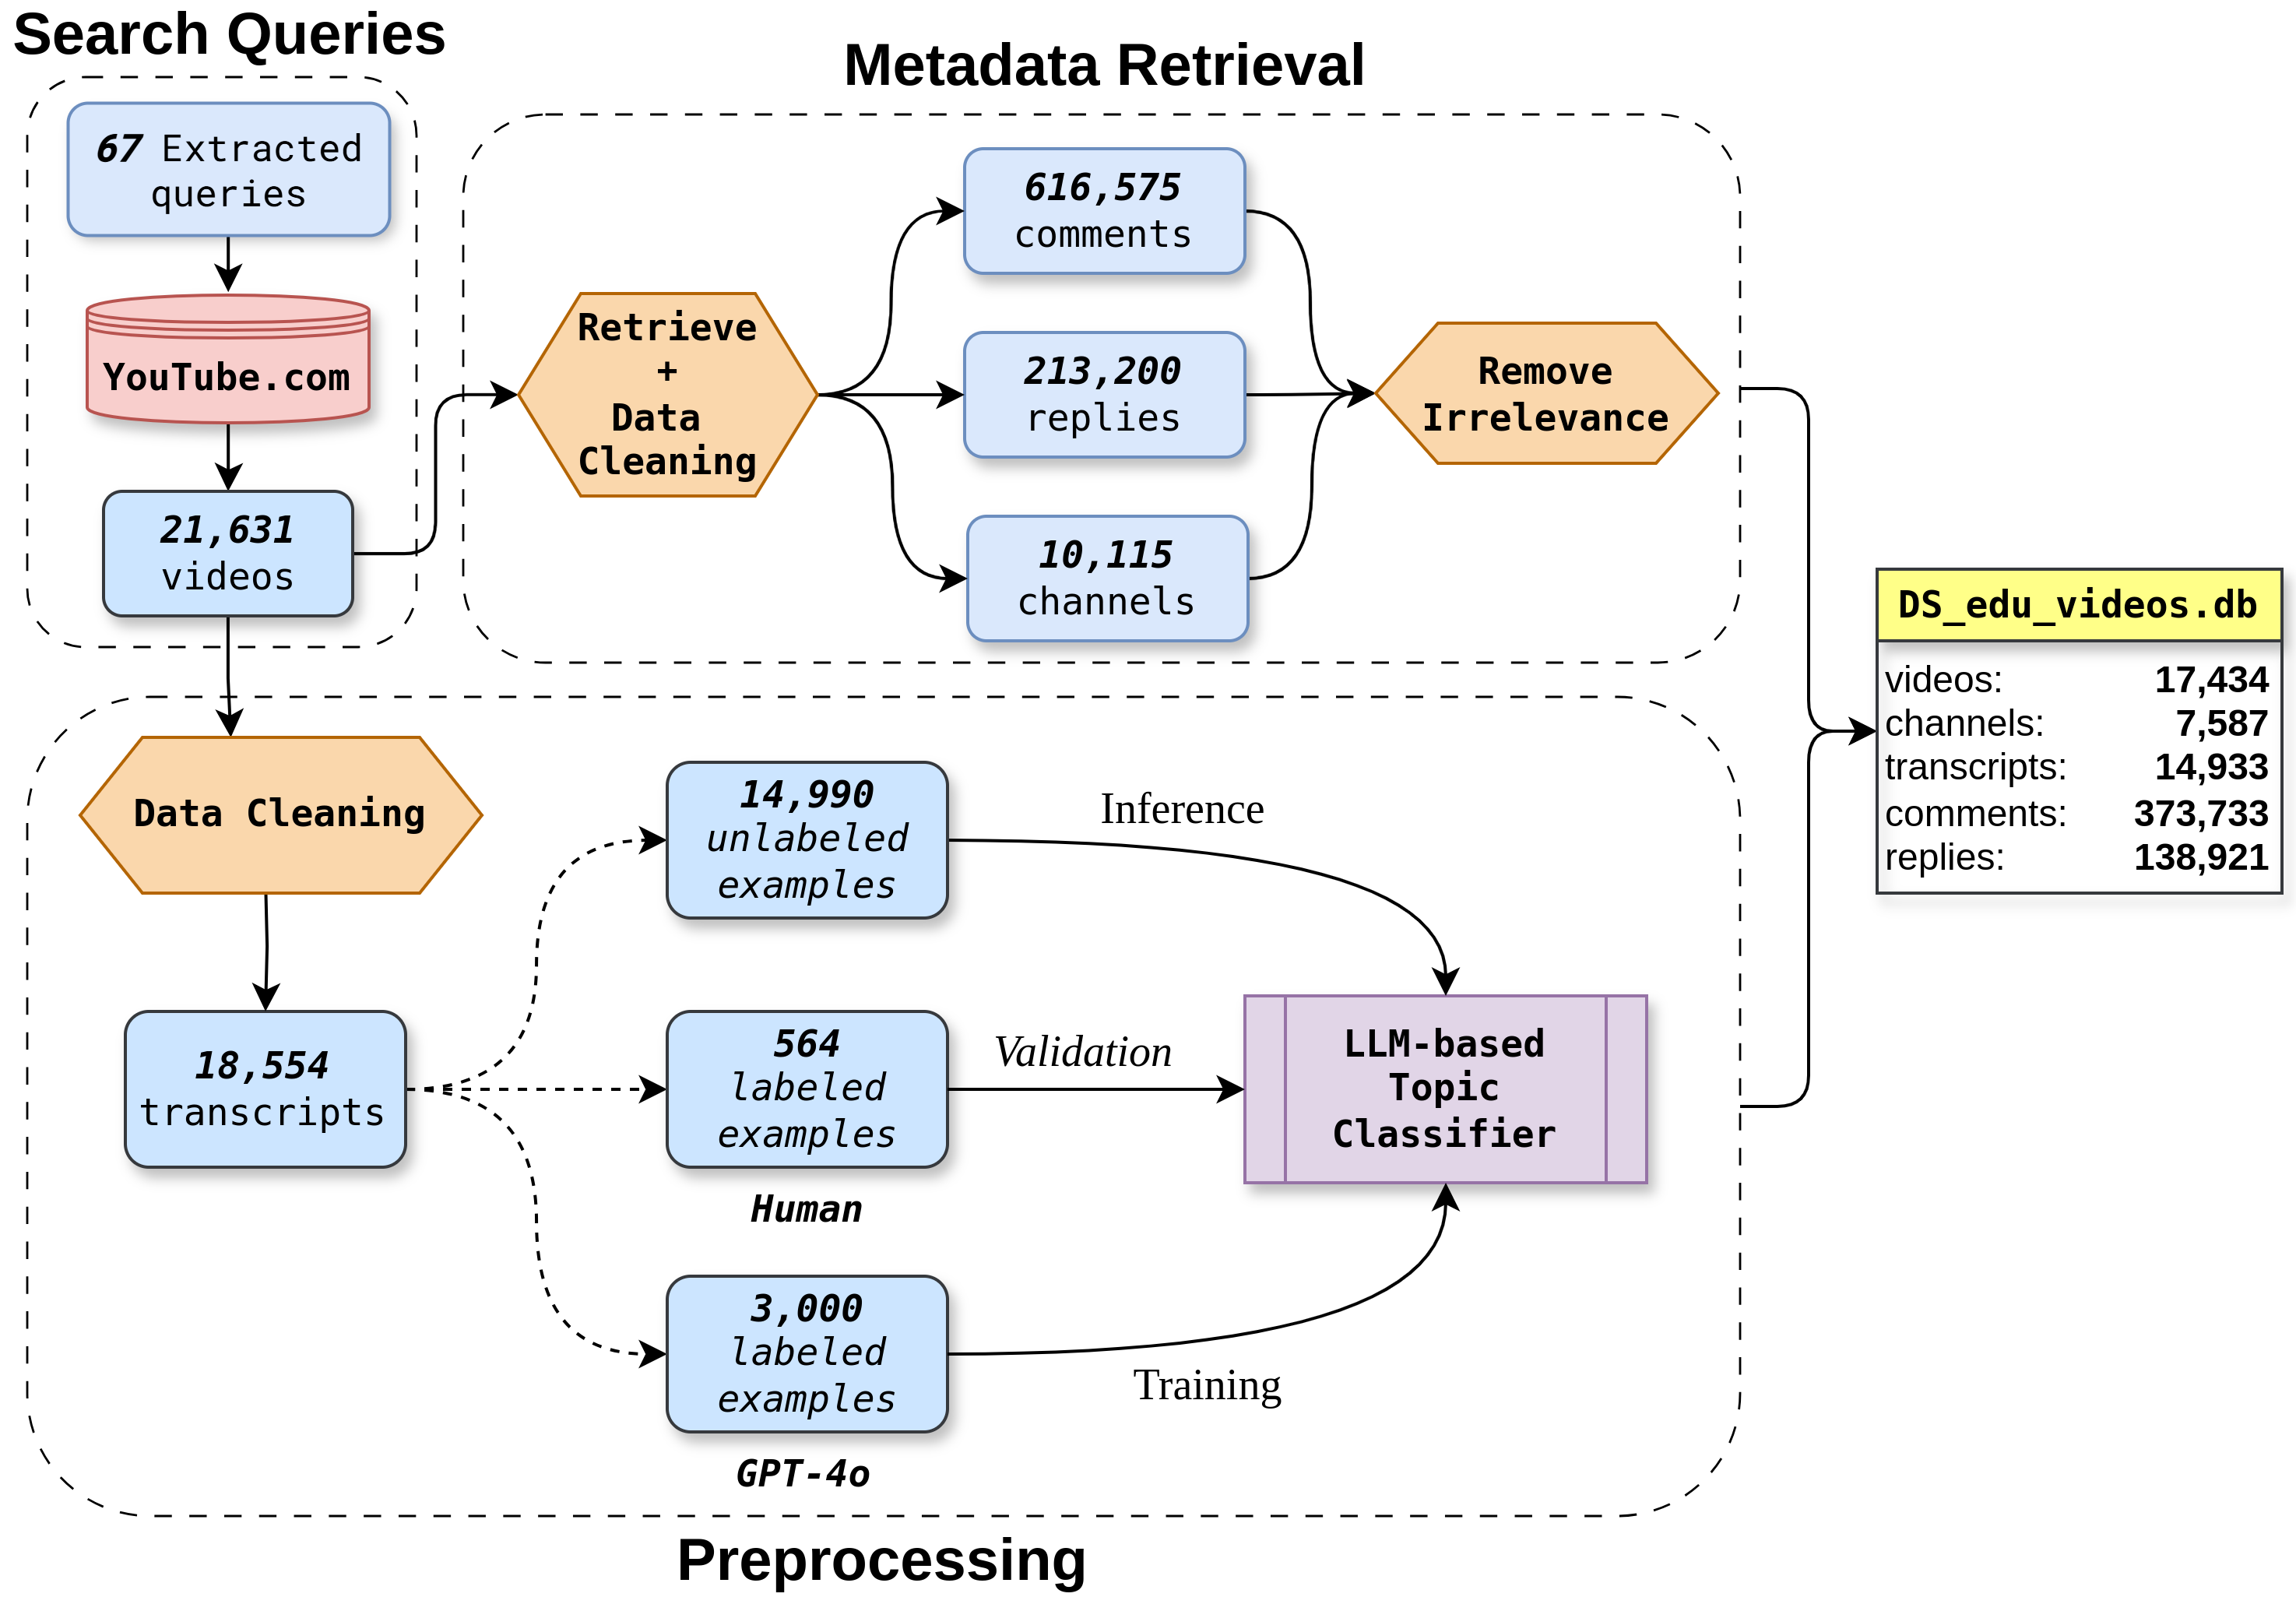 Search Queries
67 Extracted
queries
YouTube.com
21,631
videos
Metadata Retrieval
Retrieve
+
Data
Cleaning
616,575
comments
213,200
replies
10,115
channels
Remove
Irrelevance
Data Cleaning
18,554
transcripts
14,990
unlabeled
examples
564
labeled
examples
Human
3,000
labeled
examples
GPT-4o
Inference
Validation
Training
LLM-based
Topic
Classifier
Preprocessing
DS_edu_videos.db
videos: 17,434
channels: 7,587
transcripts: 14,933
comments: 373,733
replies: 138,921